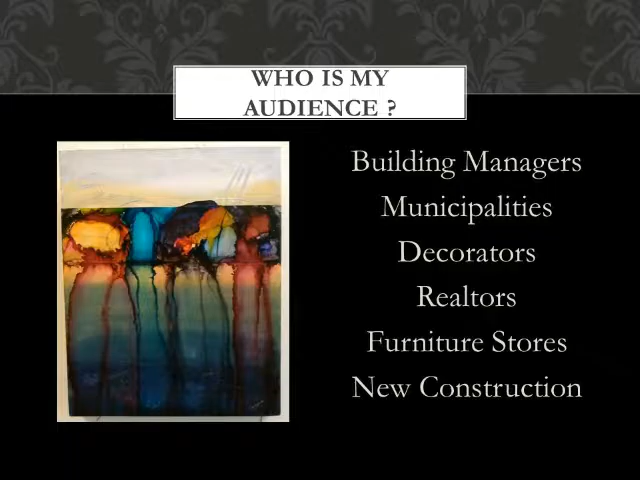 WHO IS MY
AUDIENCE ?
Building Managers
Municipalities
Decorators
Realtors
Furniture Stores
New Construction